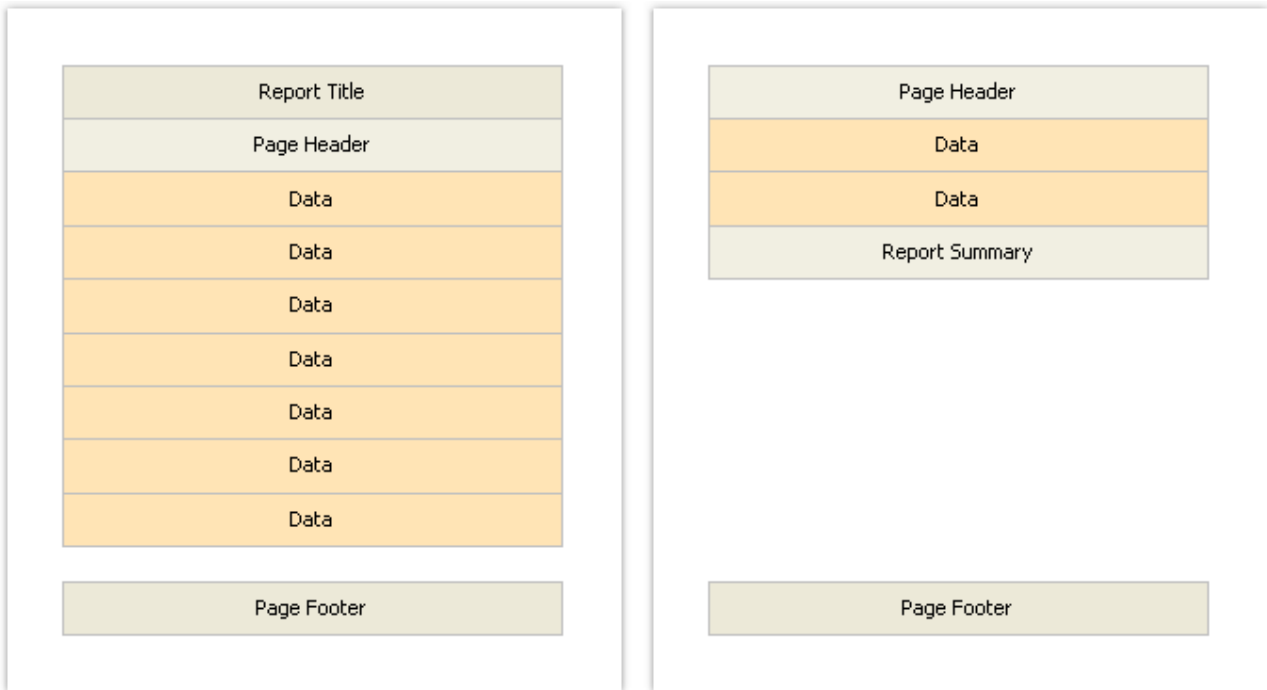 Report Title
Page Header
Data
Data
Data
Data
Data
Data
Data
Page Footer
Page Header
Data
Data
Report Summary
Page Footer